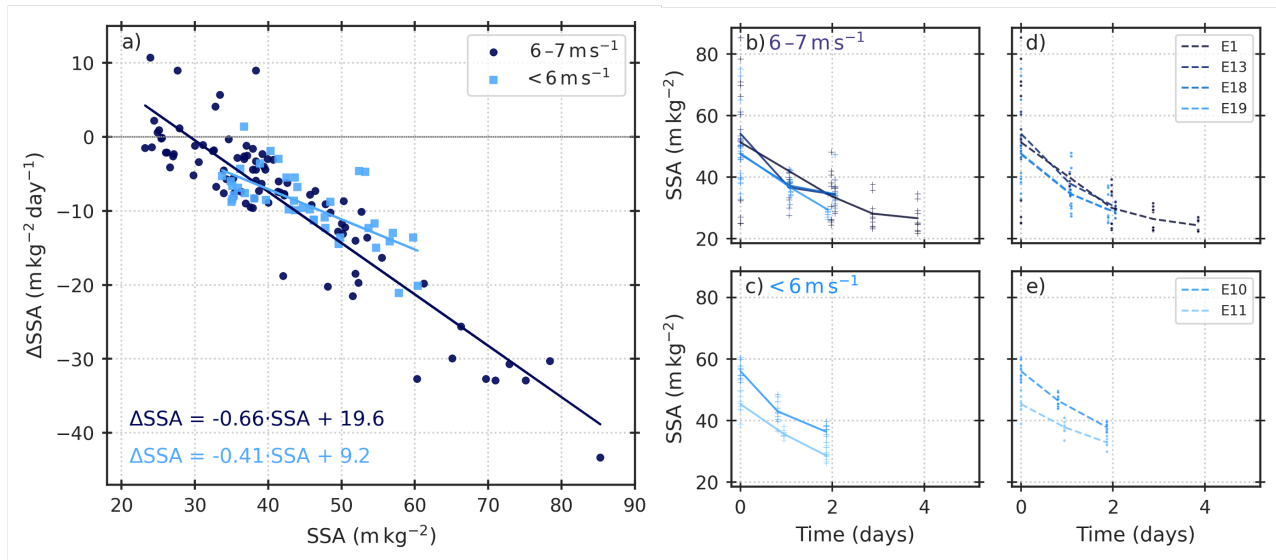 a)
6–7 m s⁻¹
< 6 m s⁻¹
10
0
−10
−20
−30
−40
ΔSSA (m kg⁻² day⁻¹)
ΔSSA = -0.66·SSA + 19.6
ΔSSA = -0.41·SSA + 9.2
20 30 40 50 60 70 80 90
SSA (m kg⁻²)
b) 6–7 m s⁻¹
80
60
40
20
SSA (m kg⁻²)
d)
E1
E13
E18
E19
c) < 6 m s⁻¹
80
60
40
20
SSA (m kg⁻²)
0 2 4
Time (days)
e)
E10
E11
0 2 4
Time (days)